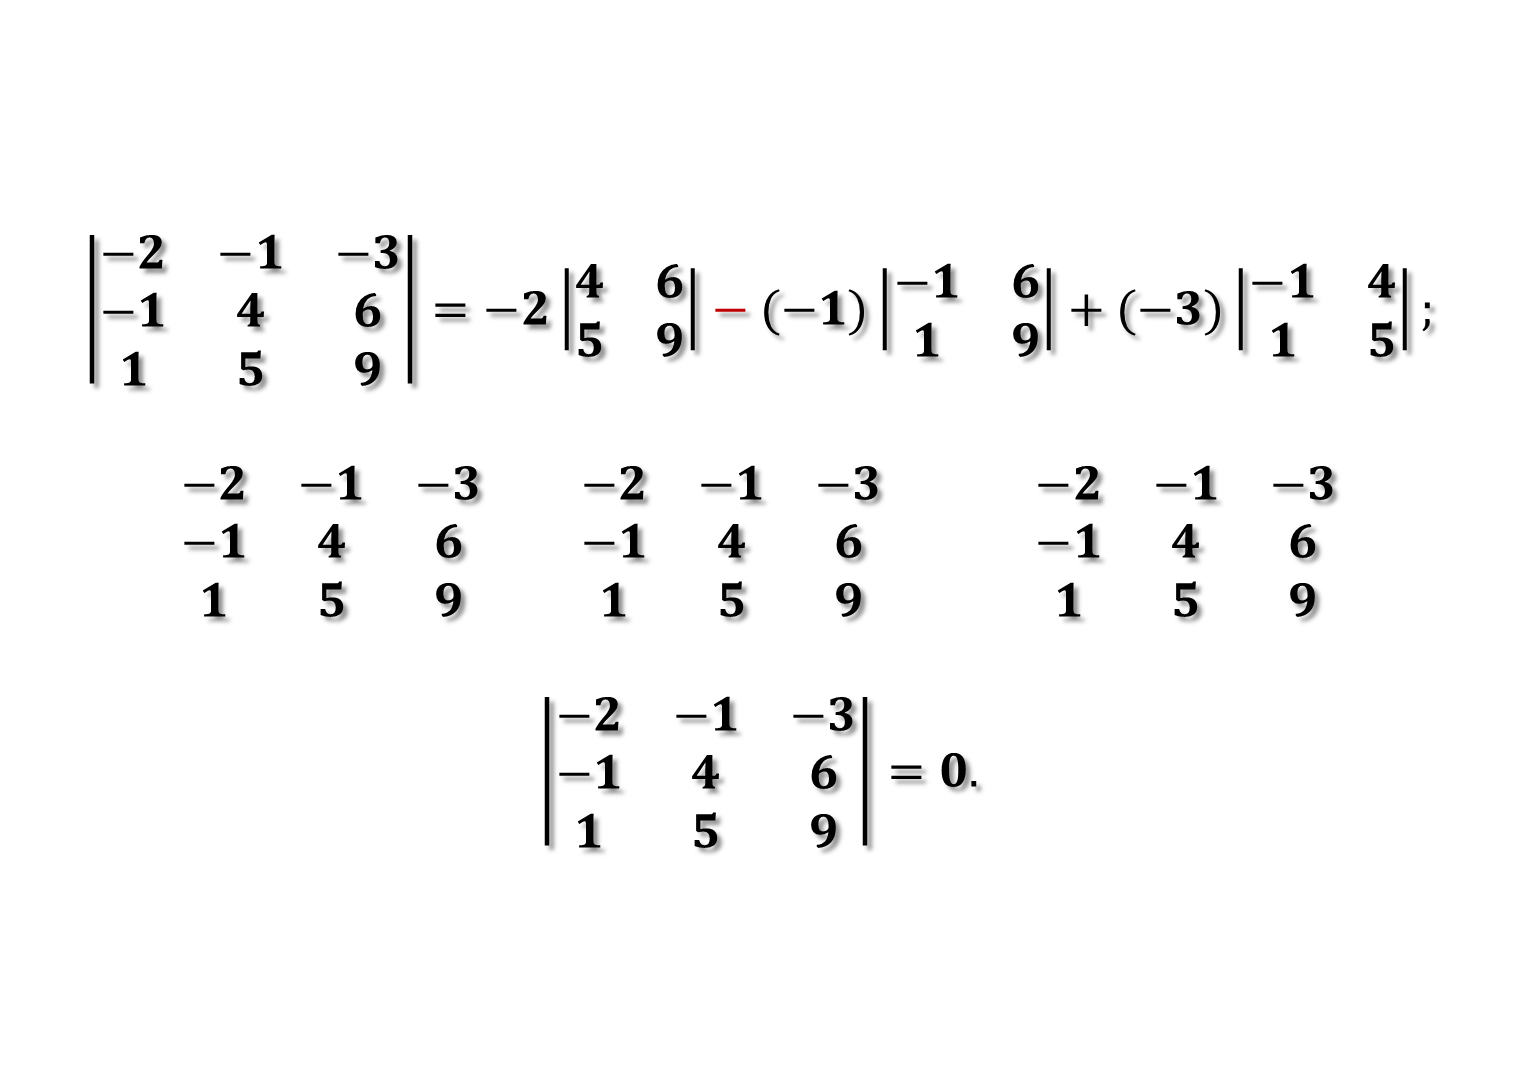 |−2 −1 −3|
|−1 4 6| = −2 |4 6| − (−1) |−1 6| + (−3) |−1 4| ;
|1 5 9| |5 9| |1 9| |1 5|
−2 −1 −3 −2 −1 −3 −2 −1 −3
−1 4 6 −1 4 6 −1 4 6
1 5 9 1 5 9 1 5 9
|−2 −1 −3|
|−1 4 6| = 0.
|1 5 9|